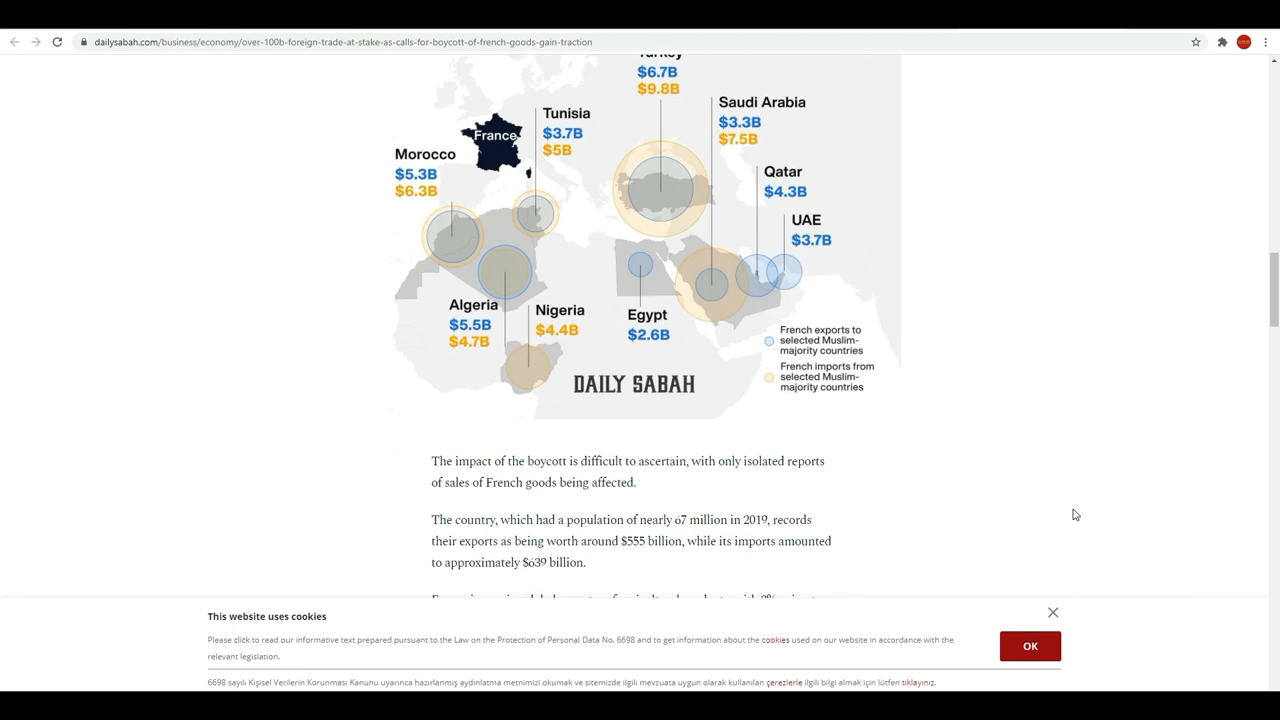 dailysabah.com/business/economy/over-100b-foreign-trade-at-stake-as-calls-for-boycott-of-french-goods-gain-traction
Turkey
$6.7B
$9.8B
Saudi Arabia
$3.3B
$7.5B
Tunisia
$3.7B
$5B
France
Morocco
$5.3B
$6.3B
Qatar
$4.3B
UAE
$3.7B
Algeria
$5.5B
$4.7B
Nigeria
$4.4B
Egypt
$2.6B
French exports to
selected Muslim-
majority countries
French imports from
selected Muslim-
majority countries
DAILY SABAH
The impact of the boycott is difficult to ascertain, with only isolated reports
of sales of French goods being affected.
The country, which had a population of nearly 67 million in 2019, records
their exports as being worth around $555 billion, while its imports amounted
to approximately $639 billion.
This website uses cookies
Please click to read our informative text prepared pursuant to the Law on the Protection of Personal Data No. 6698 and to get information about the cookies used on our website in accordance with the
relevant legislation.
OK
6698 sayılı Kişisel Verilerin Korunması Kanunu uyarınca hazırlanmış aydınlatma metnimizi okumak ve sitemizde ilgili mevzuata uygun olarak kullanılan çerezlerle ilgili bilgi almak için lütfen tıklayınız.